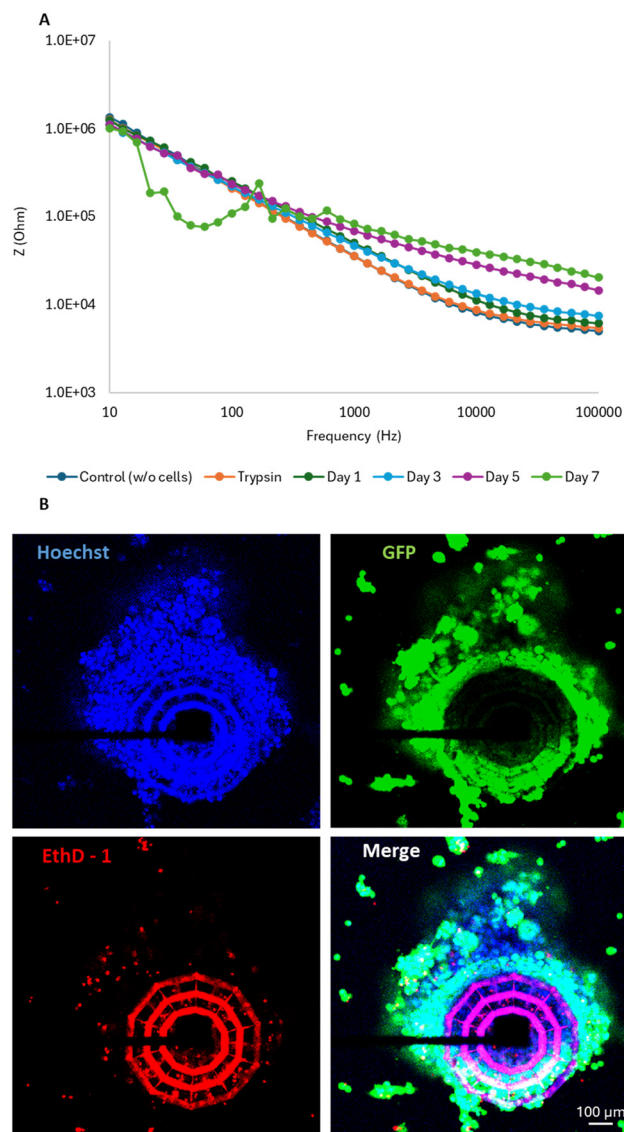 A
1.0E+07
1.0E+06
1.0E+05
1.0E+04
1.0E+03
Z (Ohm)
10 100 1000 10000 100000
Frequency (Hz)
Control (w/o cells) Trypsin Day 1 Day 3 Day 5 Day 7
B
Hoechst GFP
EthD - 1 Merge
100 µm